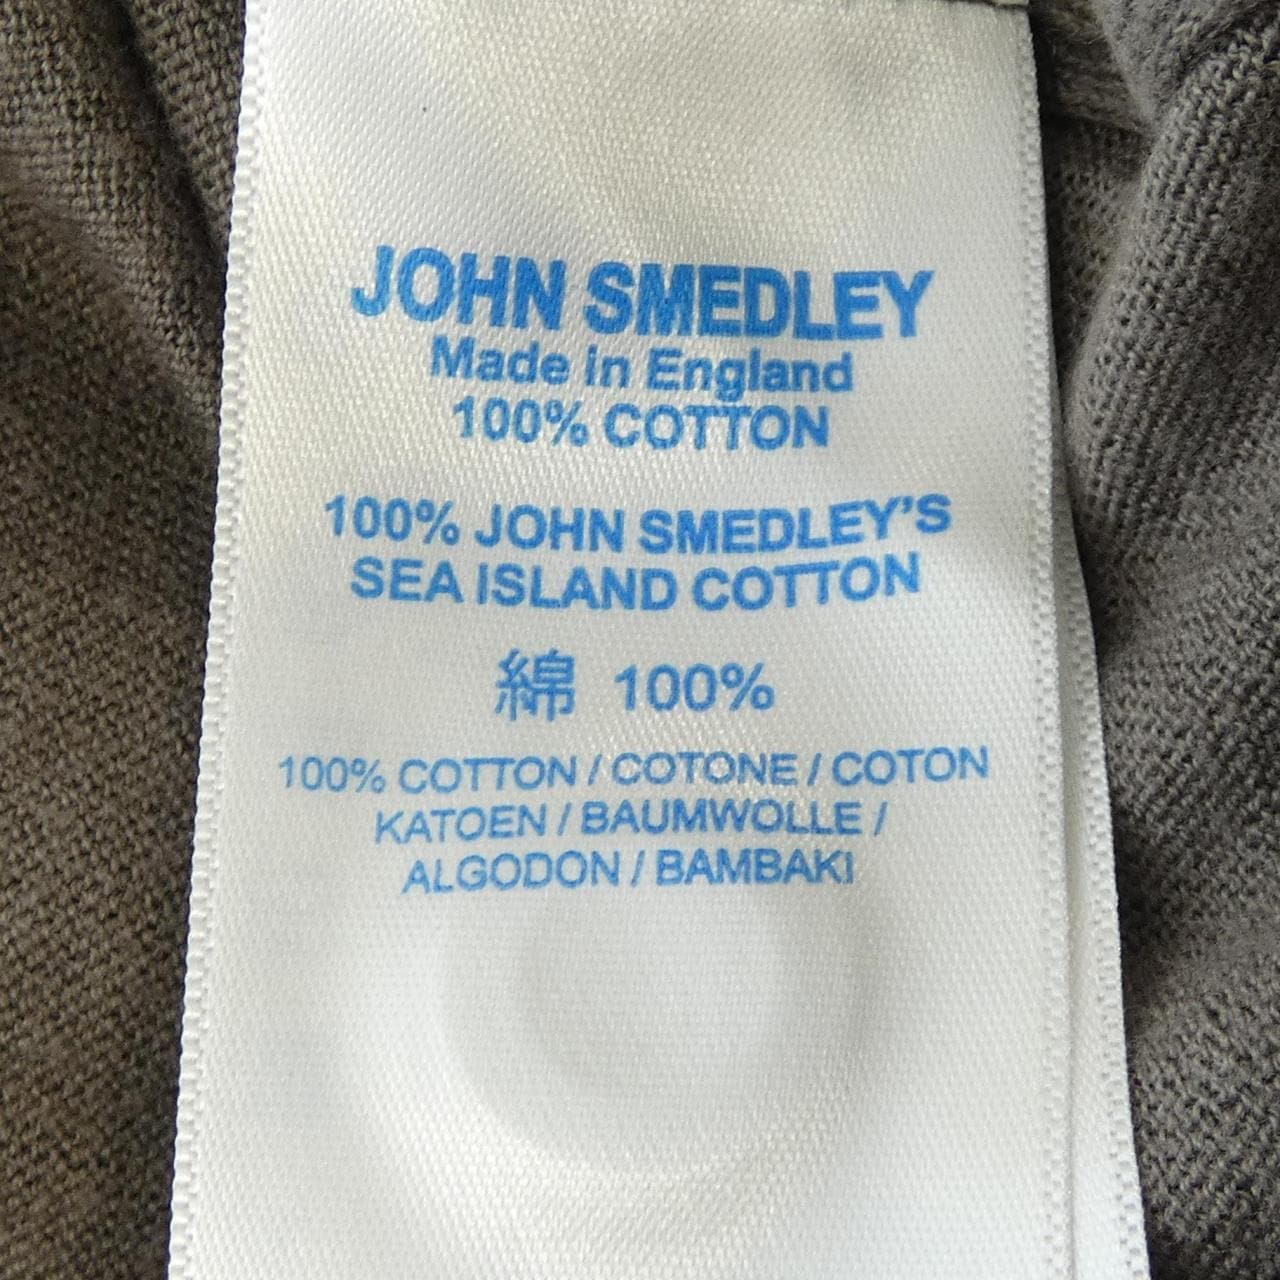 JOHN SMEDLEY
Made in England
100% COTTON
100% JOHN SMEDLEY'S
SEA ISLAND COTTON
綿 100%
100% COTTON / COTONE / COTON
KATOEN / BAUMWOLLE /
ALGODON / BAMBAKI